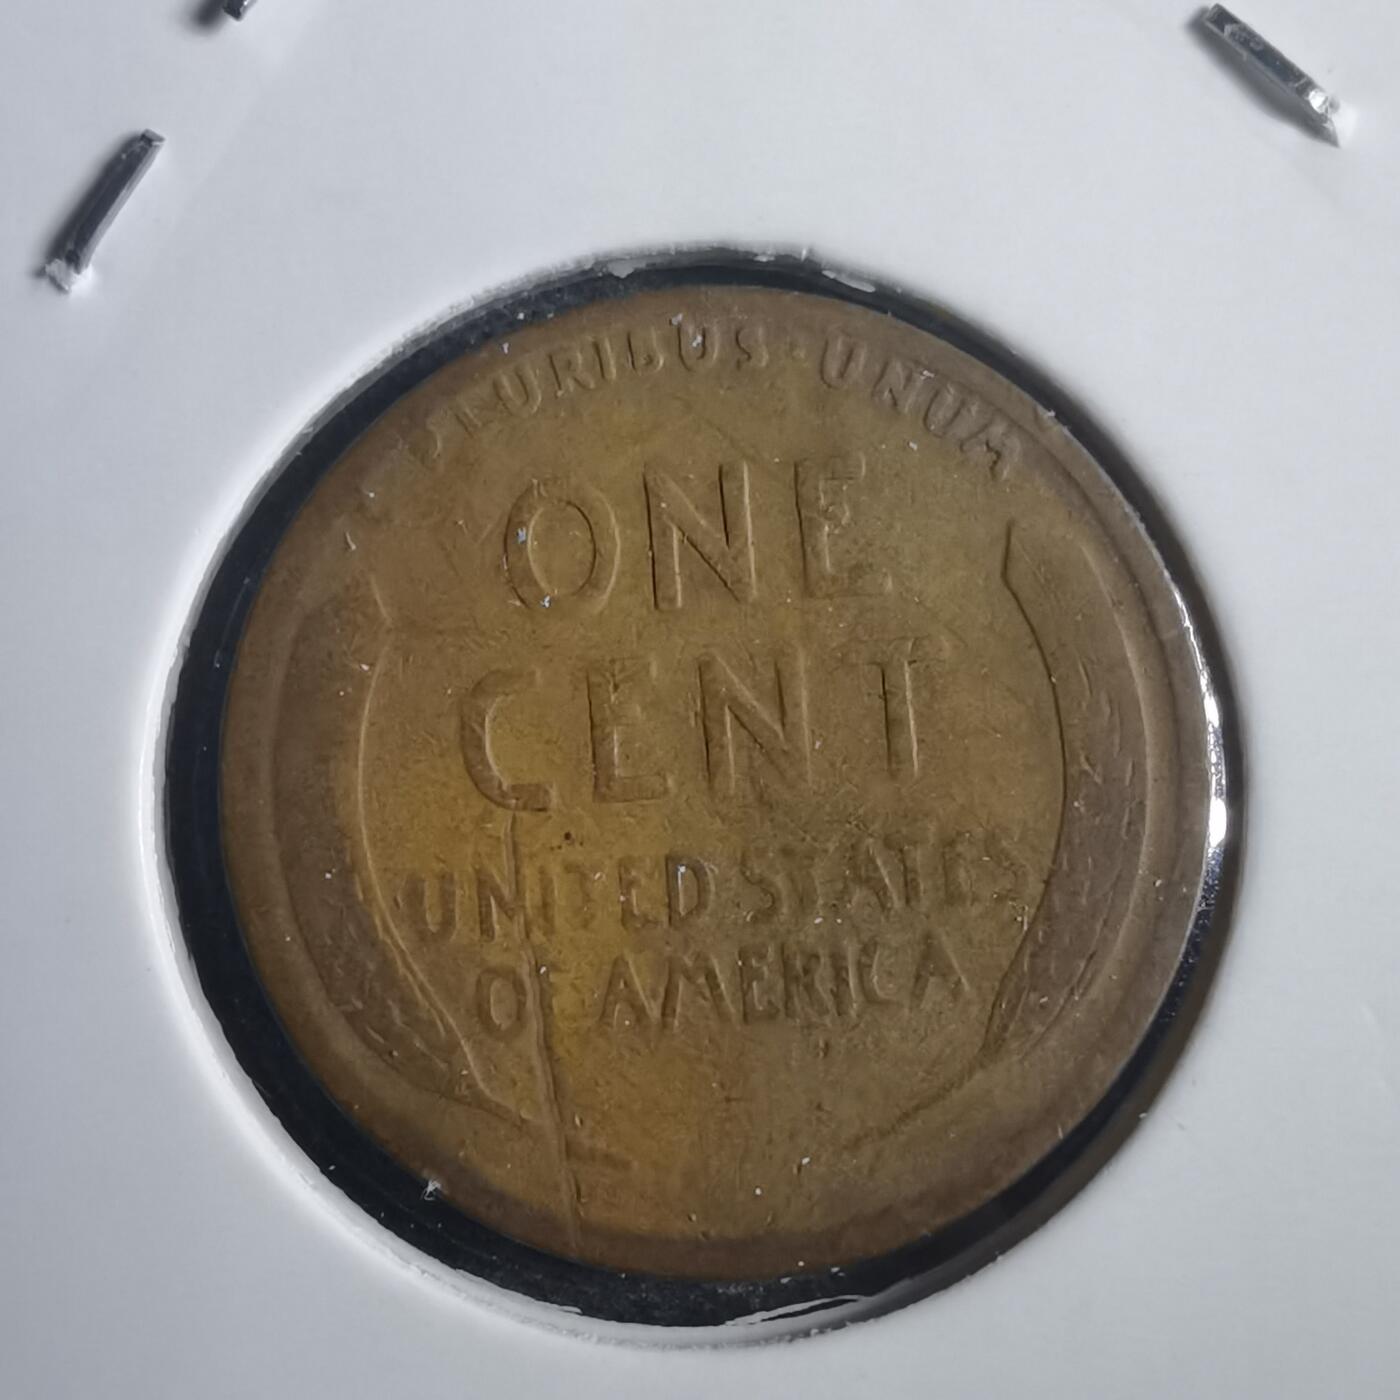 PLURIBUS · UNUM
ONE
CENT
UNITED STATES
OF AMERICA